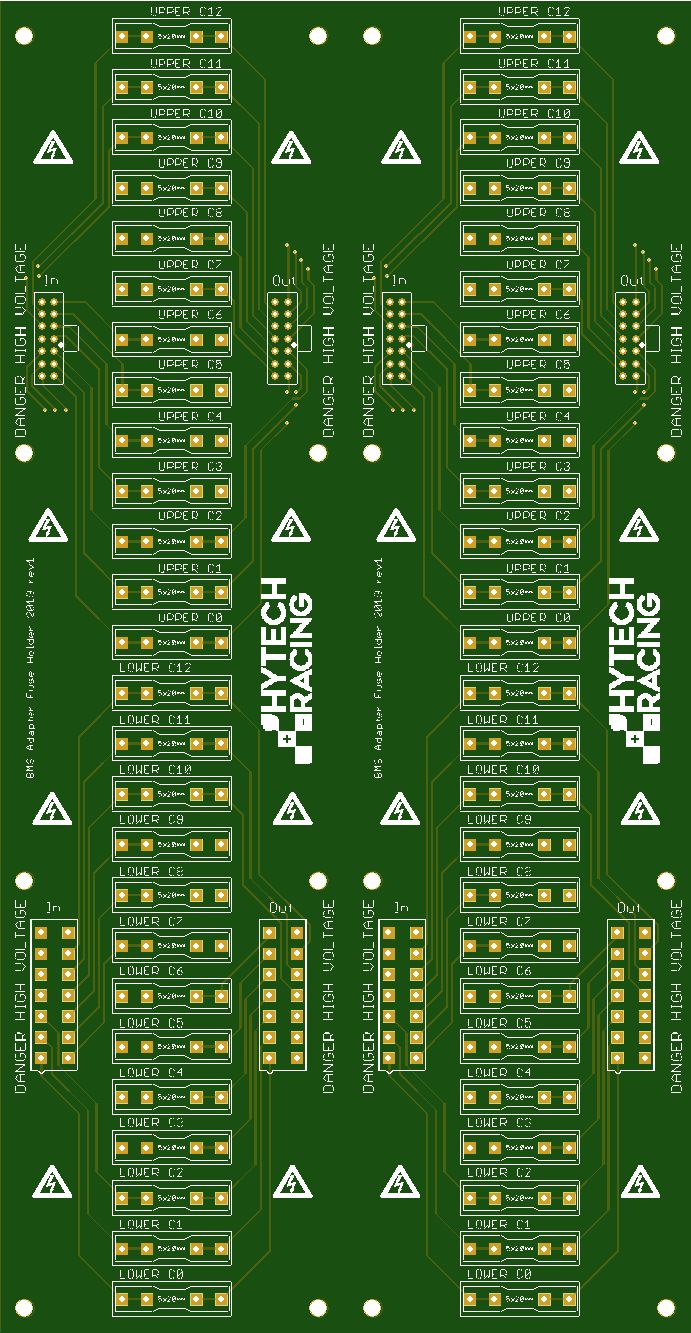 UPPER C12
5x20mm
UPPER C11
5x20mm
UPPER C10
5x20mm
UPPER C9
5x20mm
UPPER C8
5x20mm
UPPER C7
5x20mm
UPPER C6
5x20mm
UPPER C5
5x20mm
UPPER C4
5x20mm
UPPER C3
5x20mm
UPPER C2
5x20mm
UPPER C1
5x20mm
UPPER C0
5x20mm
LOWER C12
5x20mm
LOWER C11
5x20mm
LOWER C10
5x20mm
LOWER C9
5x20mm
LOWER C8
5x20mm
LOWER C7
5x20mm
LOWER C6
5x20mm
LOWER C5
5x20mm
LOWER C4
5x20mm
LOWER C3
5x20mm
LOWER C2
5x20mm
LOWER C1
5x20mm
LOWER C0
5x20mm
In
Out
DANGER HIGH VOLTAGE
DANGER HIGH VOLTAGE
BMS Adapter Fuse Holder 2019 rev1
HYTECH
RACING
+ -
In
Out
DANGER HIGH VOLTAGE
DANGER HIGH VOLTAGE
UPPER C12
5x20mm
UPPER C11
5x20mm
UPPER C10
5x20mm
UPPER C9
5x20mm
UPPER C8
5x20mm
UPPER C7
5x20mm
UPPER C6
5x20mm
UPPER C5
5x20mm
UPPER C4
5x20mm
UPPER C3
5x20mm
UPPER C2
5x20mm
UPPER C1
5x20mm
UPPER C0
5x20mm
LOWER C12
5x20mm
LOWER C11
5x20mm
LOWER C10
5x20mm
LOWER C9
5x20mm
LOWER C8
5x20mm
LOWER C7
5x20mm
LOWER C6
5x20mm
LOWER C5
5x20mm
LOWER C4
5x20mm
LOWER C3
5x20mm
LOWER C2
5x20mm
LOWER C1
5x20mm
LOWER C0
5x20mm
In
Out
DANGER HIGH VOLTAGE
DANGER HIGH VOLTAGE
BMS Adapter Fuse Holder 2019 rev1
HYTECH
RACING
+ -
In
Out
DANGER HIGH VOLTAGE
DANGER HIGH VOLTAGE